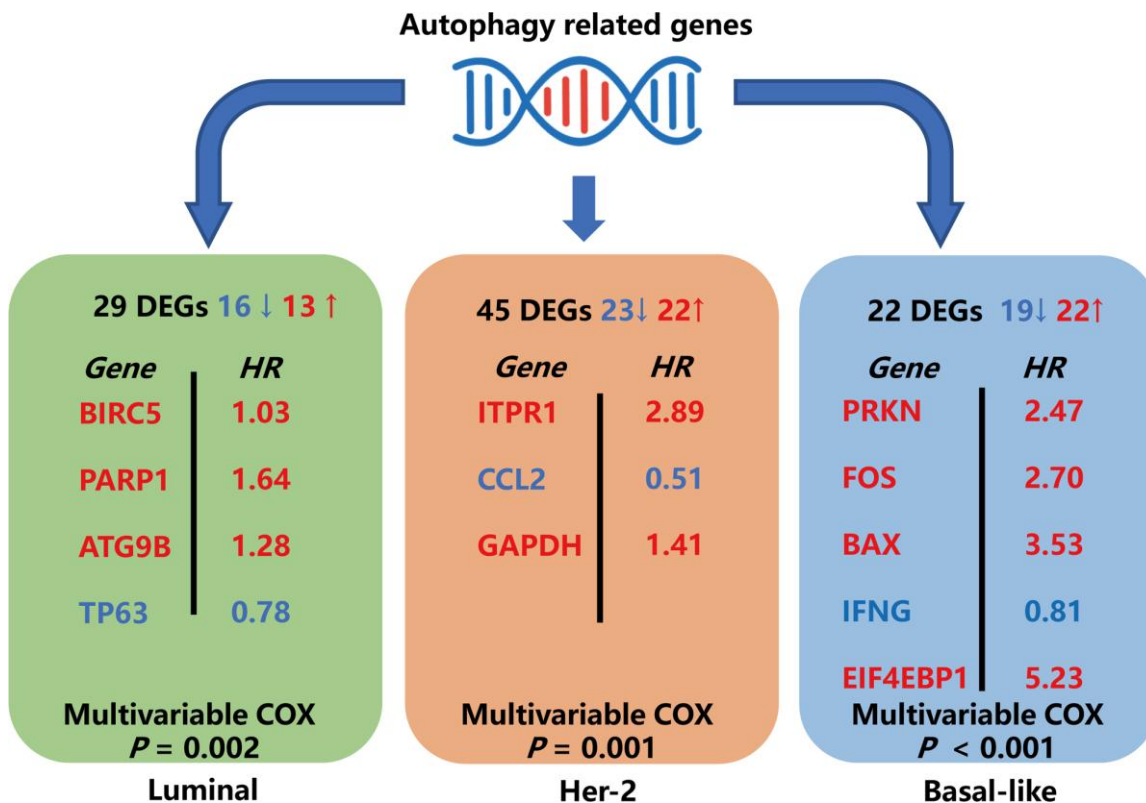 Autophagy related genes
29 DEGs 16 ↓ 13 ↑
Gene HR
BIRC5 1.03
PARP1 1.64
ATG9B 1.28
TP63 0.78
Multivariable COX
P = 0.002
Luminal
45 DEGs 23↓ 22↑
Gene HR
ITPR1 2.89
CCL2 0.51
GAPDH 1.41
Multivariable COX
P = 0.001
Her-2
22 DEGs 19↓ 22↑
Gene HR
PRKN 2.47
FOS 2.70
BAX 3.53
IFNG 0.81
EIF4EBP1 5.23
Multivariable COX
P < 0.001
Basal-like